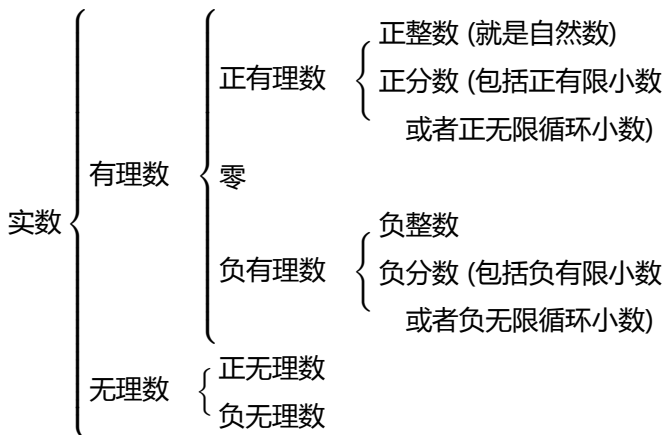 正整数 (就是自然数)
正有理数
正分数 (包括正有限小数
或者正无限循环小数)
有理数
零
实数
负整数
负有理数
负分数 (包括负有限小数
或者负无限循环小数)
正无理数
无理数
负无理数